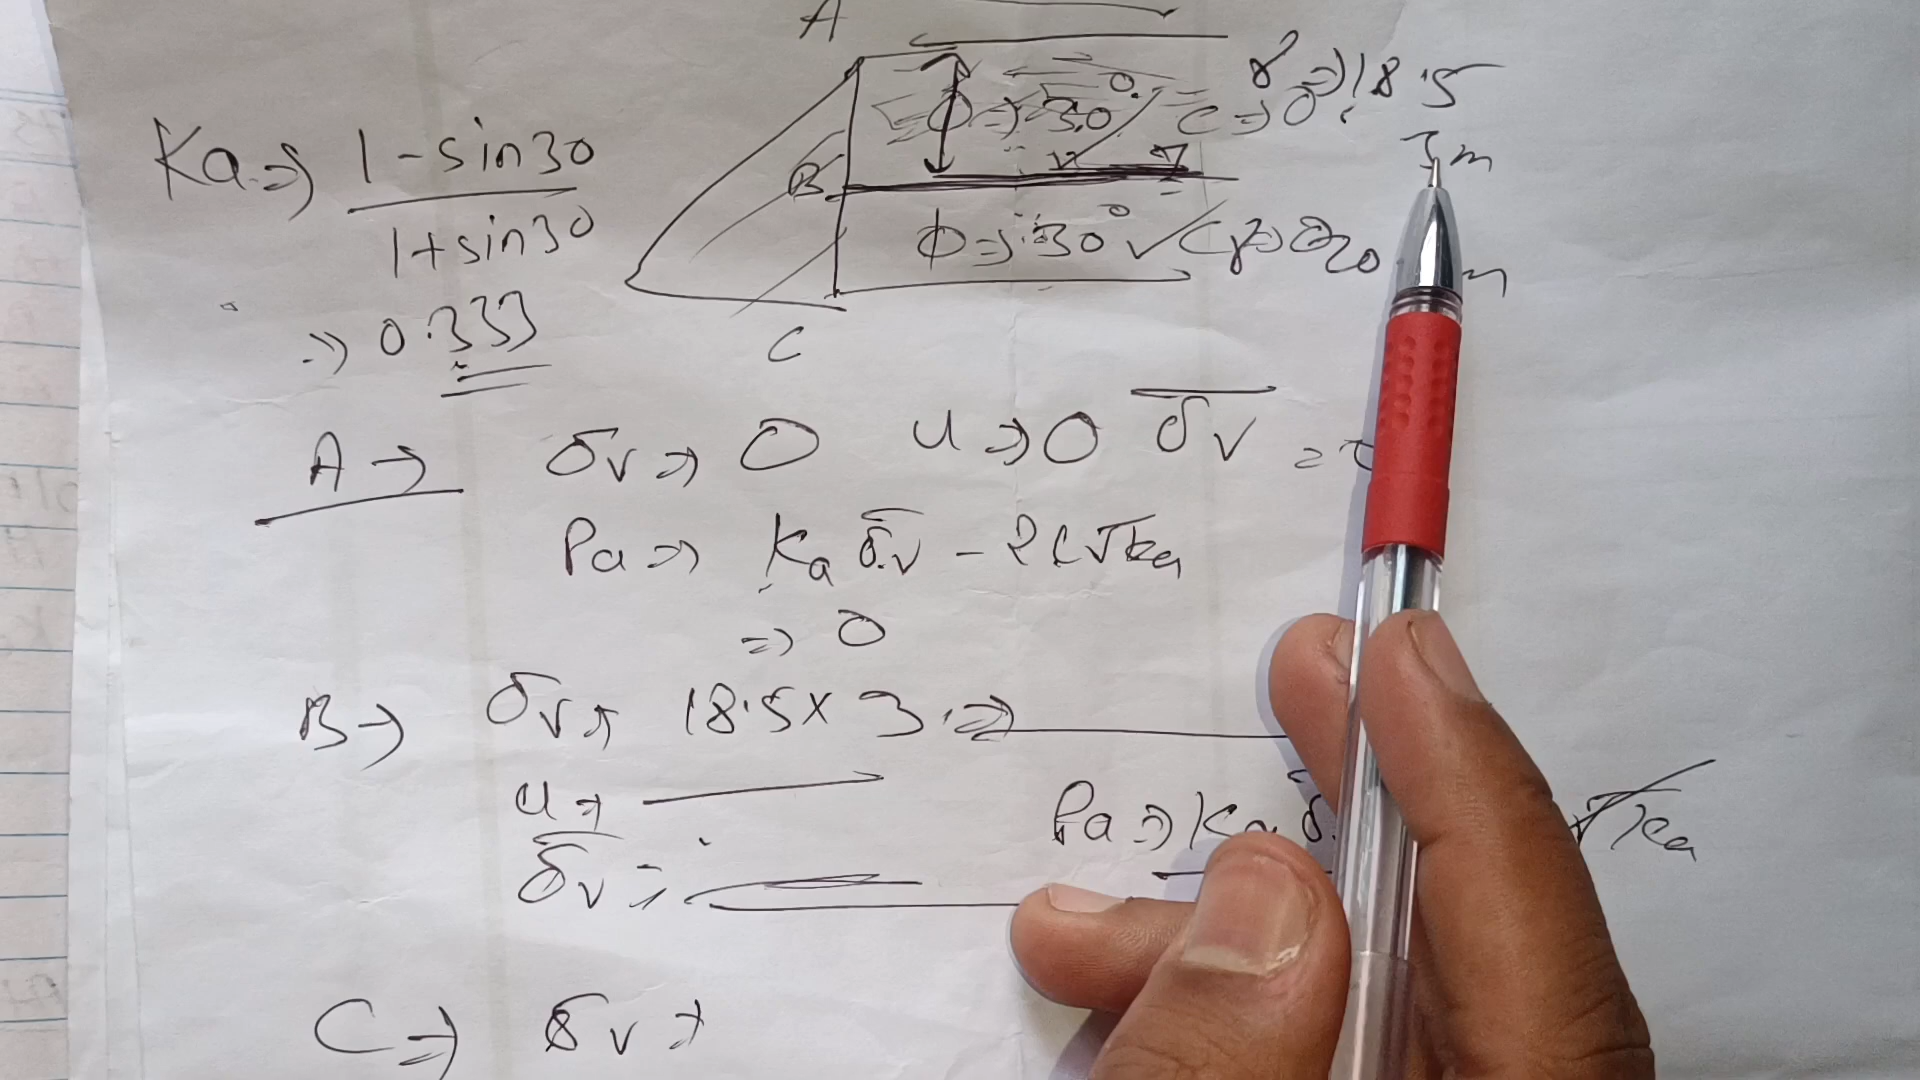 A
γ ⇒ 18.5
Ka ⇒ 1 - sin30
1 + sin30
⇒ 0.333
ϕ ⇒ 30° C ⇒ 0
3m
B
ϕ ⇒ 30° 20
C
A → σv ⇒ 0 u ⇒ 0 σ̅v̅ =
Pa ⇒ Ka σ̅v - 2C√Ka
⇒ 0
B → σv ⇒ 18.5 × 3 ⇒
u ⇒
σ̅v ⇒
Pa ⇒ Ka √Ka
C ⇒ σv ⇒